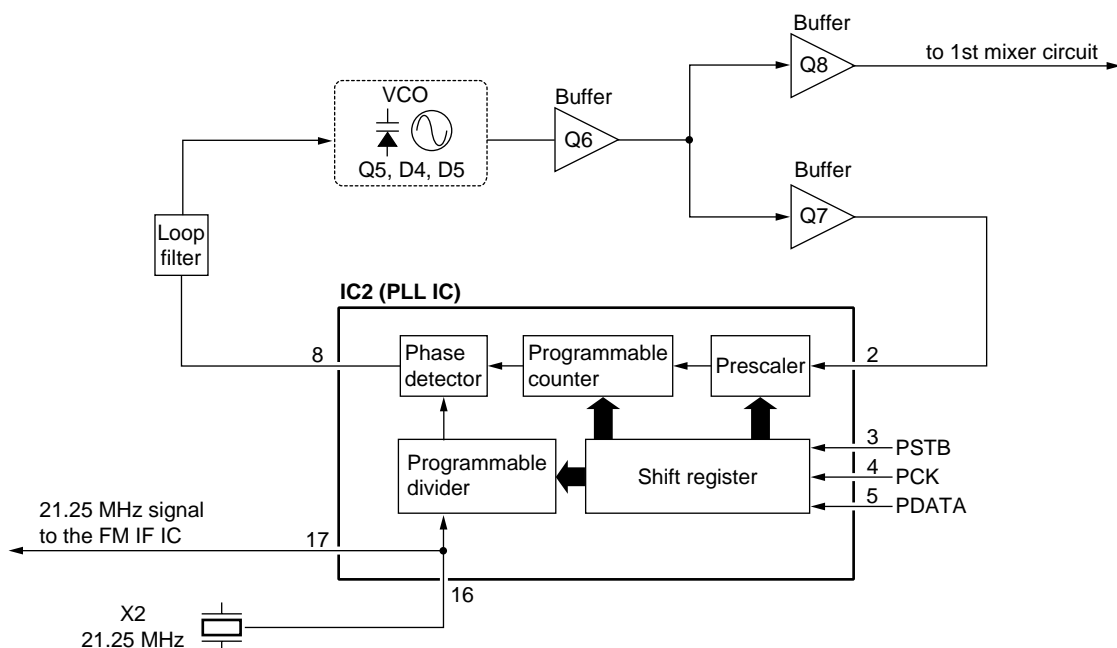 Buffer
Q8
to 1st mixer circuit
VCO
Q5, D4, D5
Buffer
Q6
Buffer
Q7
Loop
filter
IC2 (PLL IC)
8
Phase
detector
Programmable
counter
Prescaler
2
Programmable
divider
Shift register
3
PSTB
4
PCK
5
PDATA
21.25 MHz signal
to the FM IF IC
17
16
X2
21.25 MHz